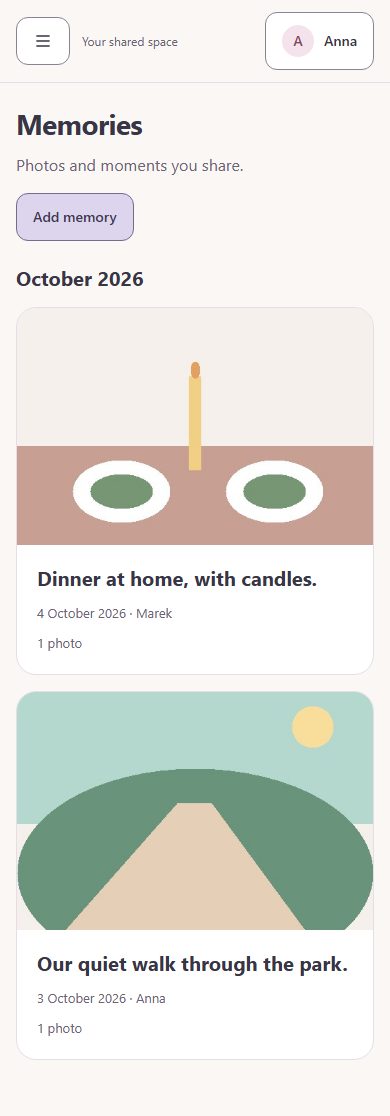 Your shared space
A
Anna
Memories
Photos and moments you share.
Add memory
October 2026
Dinner at home, with candles.
4 October 2026 · Marek
1 photo
Our quiet walk through the park.
3 October 2026 · Anna
1 photo